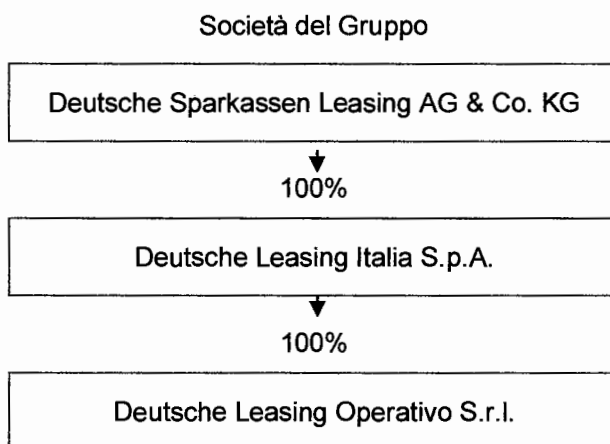 Società del Gruppo
Deutsche Sparkassen Leasing AG & Co. KG
100%
Deutsche Leasing Italia S.p.A.
100%
Deutsche Leasing Operativo S.r.l.